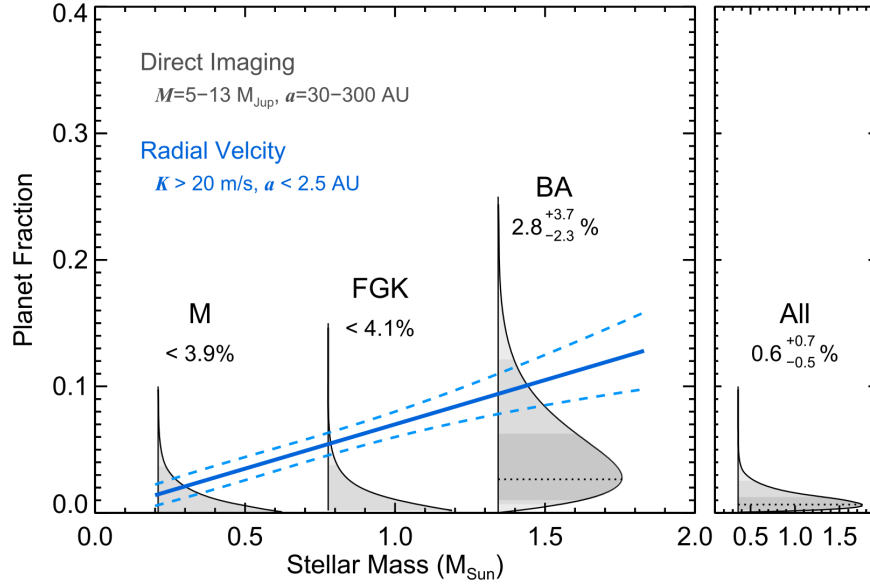 0.4
0.3
0.2
0.1
0.0
Planet Fraction
Direct Imaging
M=5−13 M_Jup, a=30−300 AU
Radial Velcity
K > 20 m/s, a < 2.5 AU
M
< 3.9%
FGK
< 4.1%
BA
2.8 +3.7 −2.3 %
All
0.6 +0.7 −0.5 %
0.0 0.5 1.0 1.5 2.0
Stellar Mass (M_Sun)
0.5 1.0 1.5